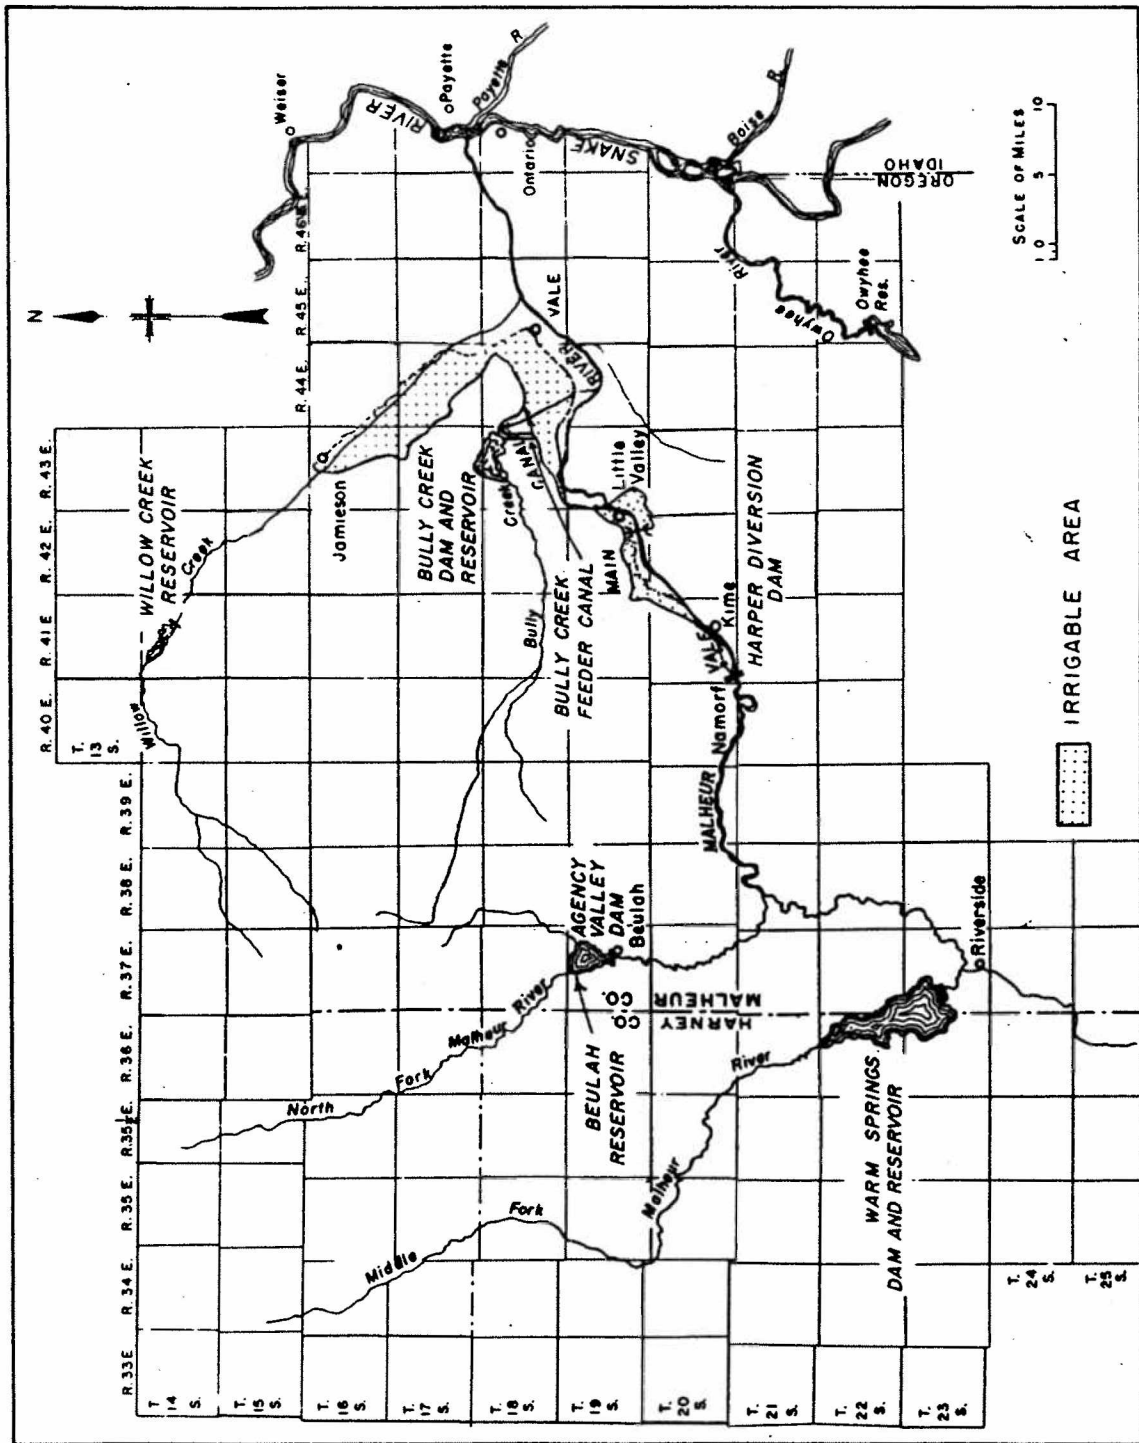 N
R. 33 E.
R. 34 E.
R. 35 E.
R. 35½ E.
R. 36 E.
R. 37 E.
R. 38 E.
R. 39 E.
R. 40 E.
R. 41 E
R. 42 E.
R. 43 E.
R. 44 E.
R. 45 E.
R. 46 E.
T.
13
S.
T.
14
S.
T.
15
S.
T.
16
S.
T.
17
S.
T.
18
S.
T.
19
S.
T.
20
S.
T.
21
S.
T.
22
S.
T.
23
S.
T.
24
S.
T.
25
S.
Weiser
RIVER
Payette
Payette R
Ontario
SNAKE
Boise R.
OREGON
IDAHO
River
Owyhee
Owyhee
Res.
WILLOW CREEK
RESERVOIR
Creek
Willow
Jamieson
BULLY CREEK
DAM AND
RESERVOIR
VALE
RIVER
CANAL
Creek
Bully
BULLY CREEK
FEEDER CANAL
Little
Valley
MAIN
VALE
Kime
HARPER DIVERSION
DAM
Namorf
MALHEUR
AGENCY
VALLEY
DAM
Beulah
North Fork Malheur River
BEULAH
RESERVOIR
HARNEY CO.
MALHEUR CO.
Middle Fork
Malheur River
WARM SPRINGS
DAM AND RESERVOIR
Riverside
IRRIGABLE AREA
SCALE OF MILES
1 0 5 10